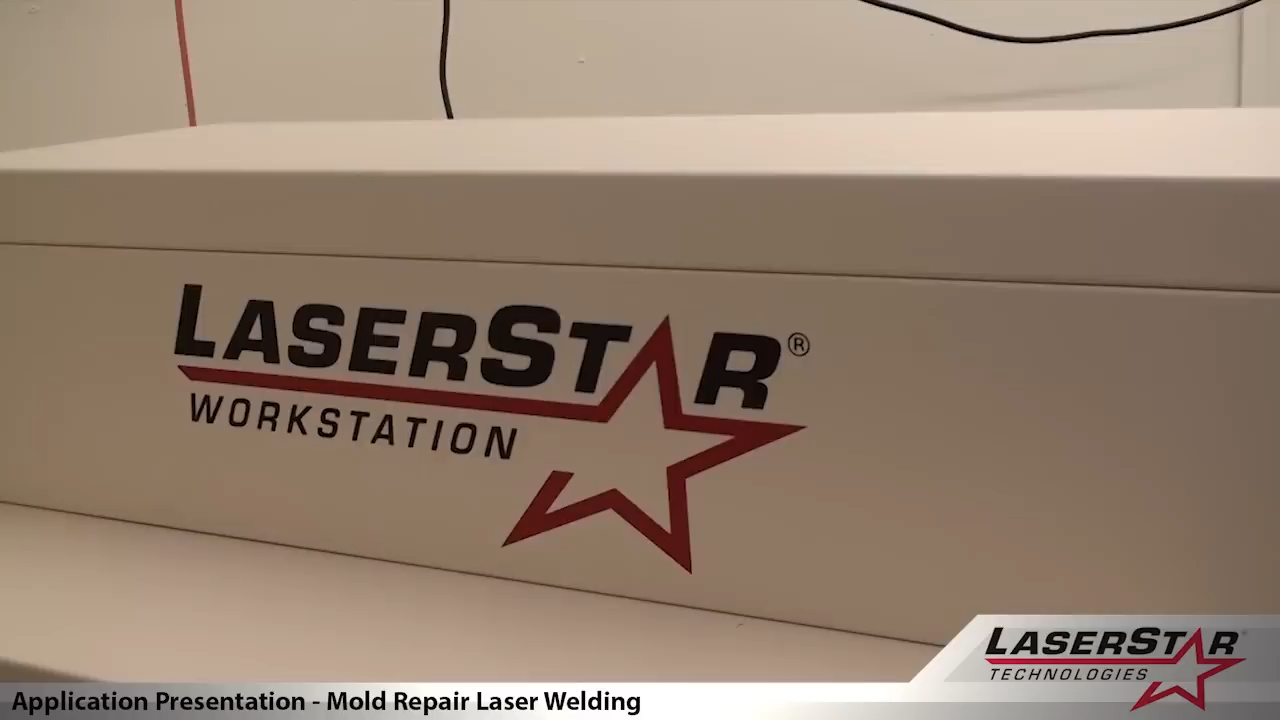 LASERSTAR®
WORKSTATION
LASERSTAR
TECHNOLOGIES
Application Presentation - Mold Repair Laser Welding